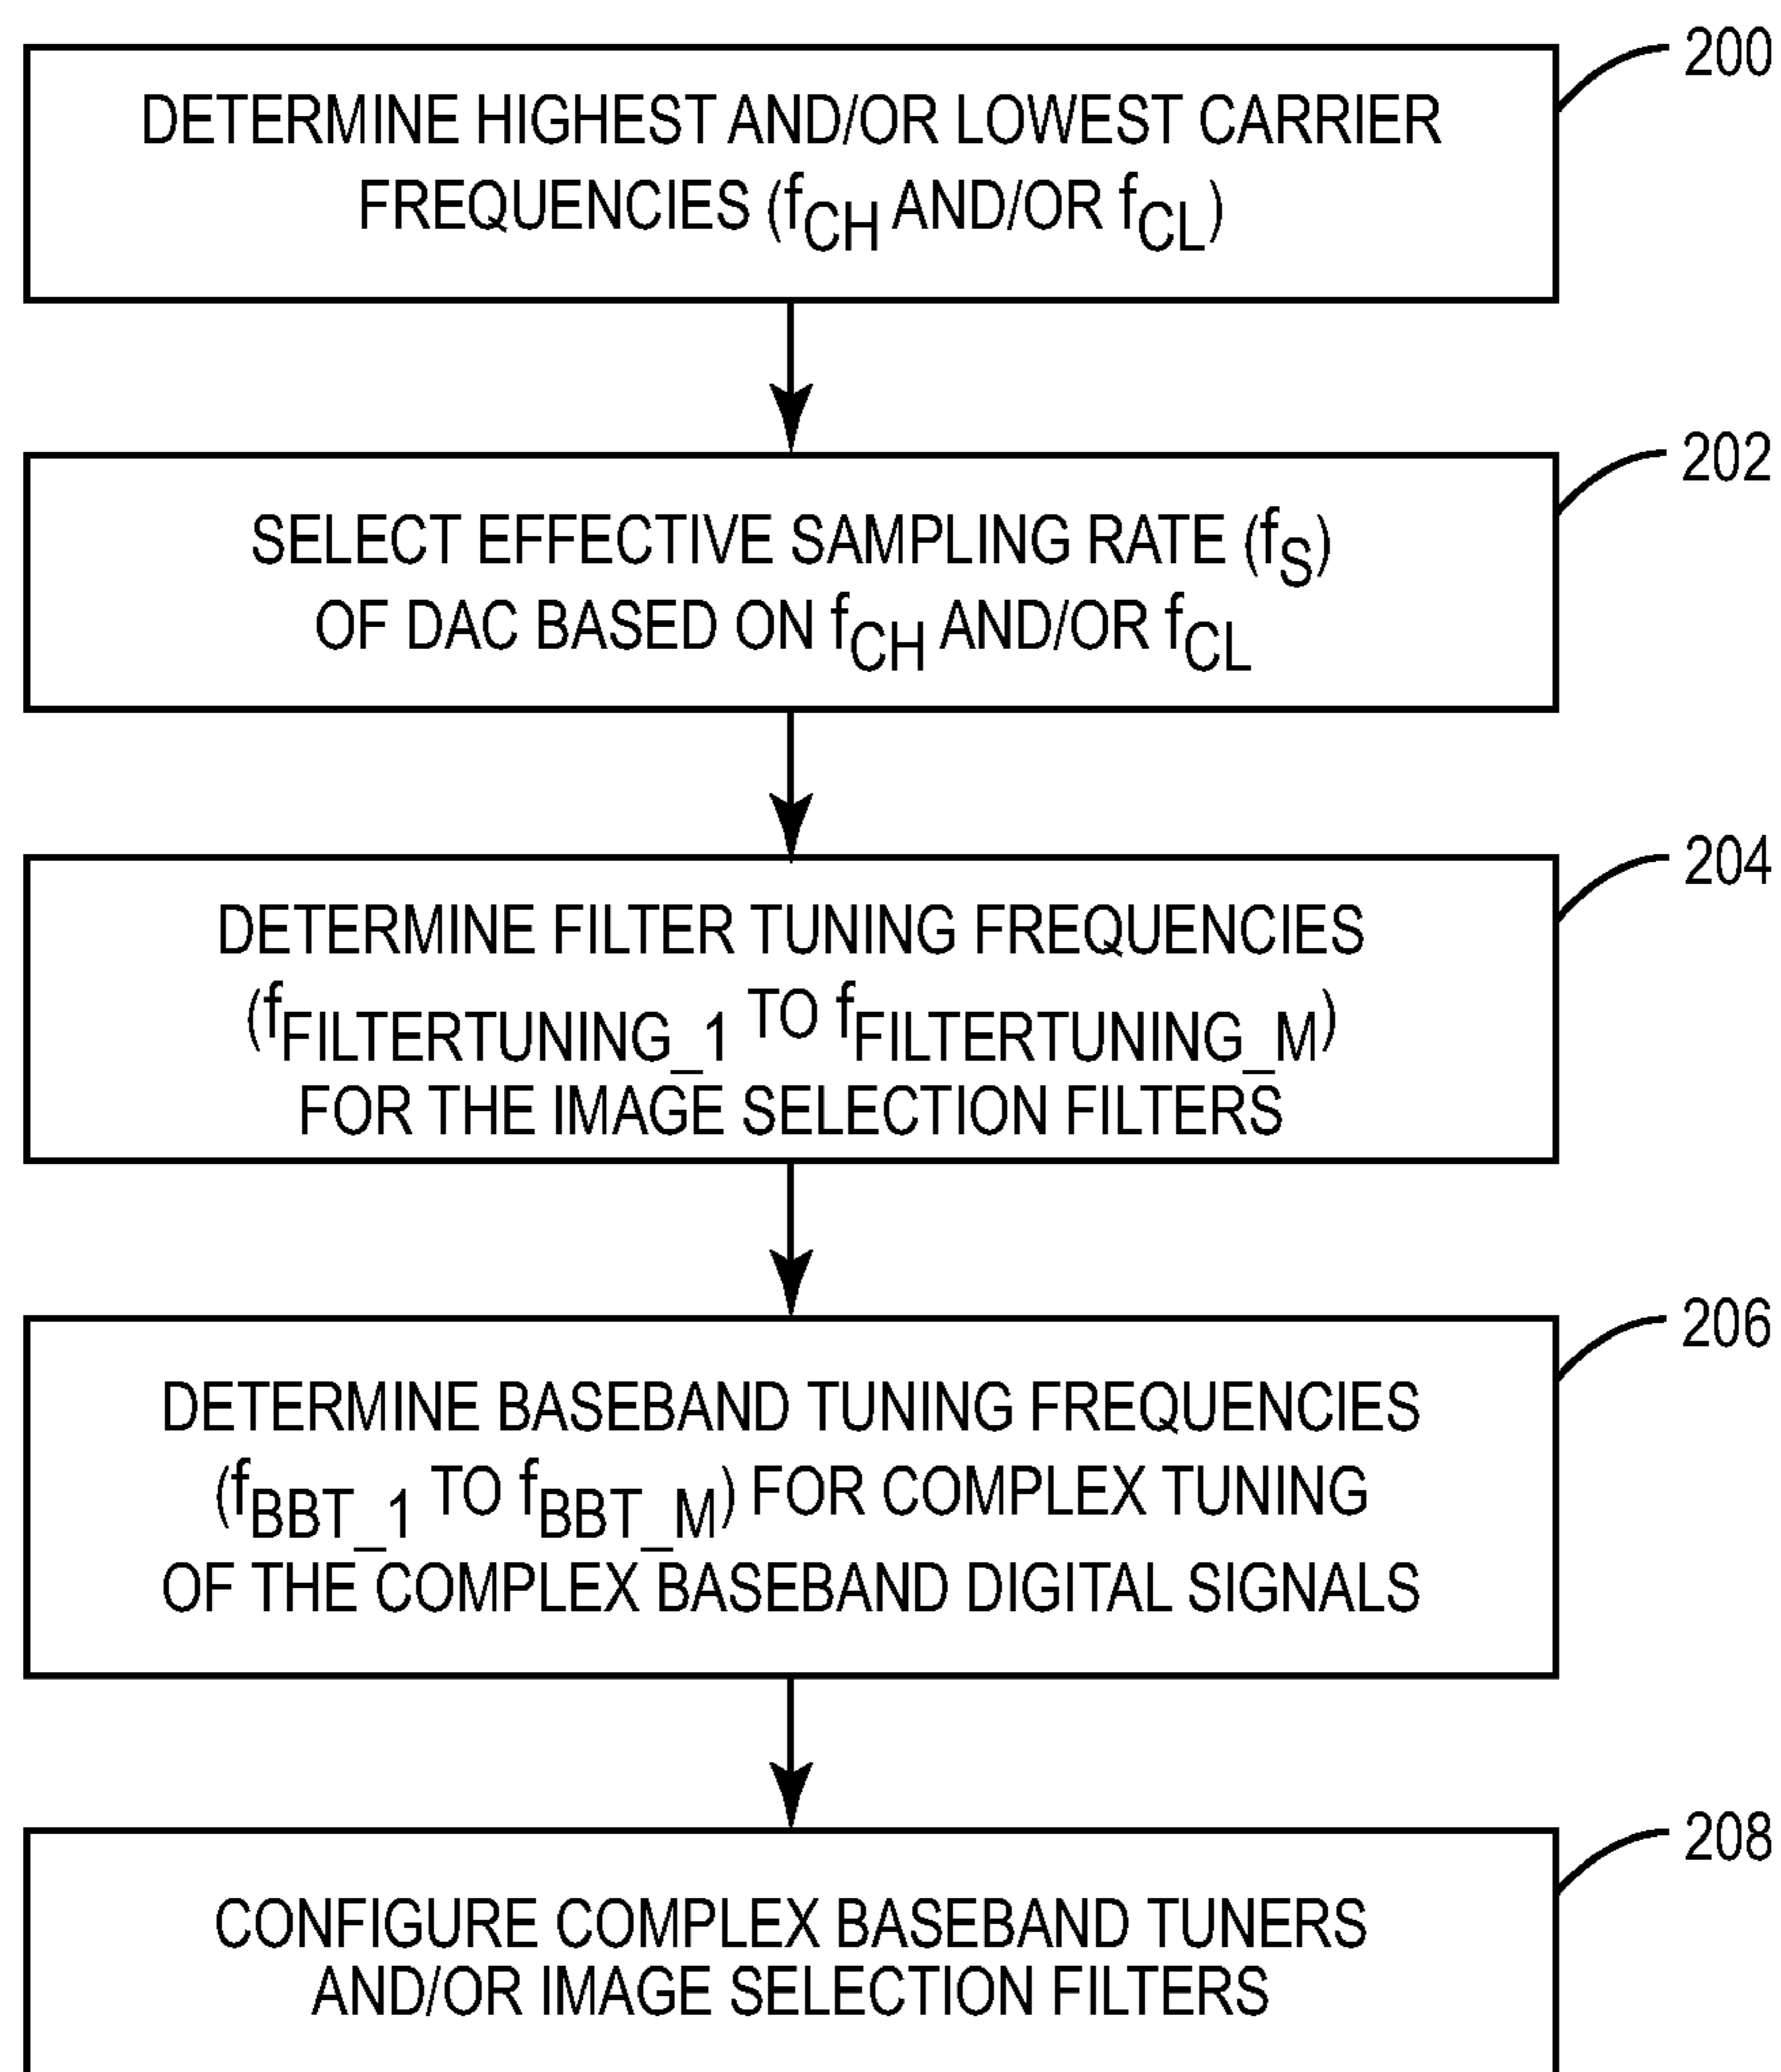 200
DETERMINE HIGHEST AND/OR LOWEST CARRIER
FREQUENCIES (fCH AND/OR fCL)
202
SELECT EFFECTIVE SAMPLING RATE (fS)
OF DAC BASED ON fCH AND/OR fCL
204
DETERMINE FILTER TUNING FREQUENCIES
(fFILTERTUNING_1 TO fFILTERTUNING_M)
FOR THE IMAGE SELECTION FILTERS
206
DETERMINE BASEBAND TUNING FREQUENCIES
(fBBT_1 TO fBBT_M) FOR COMPLEX TUNING
OF THE COMPLEX BASEBAND DIGITAL SIGNALS
208
CONFIGURE COMPLEX BASEBAND TUNERS
AND/OR IMAGE SELECTION FILTERS